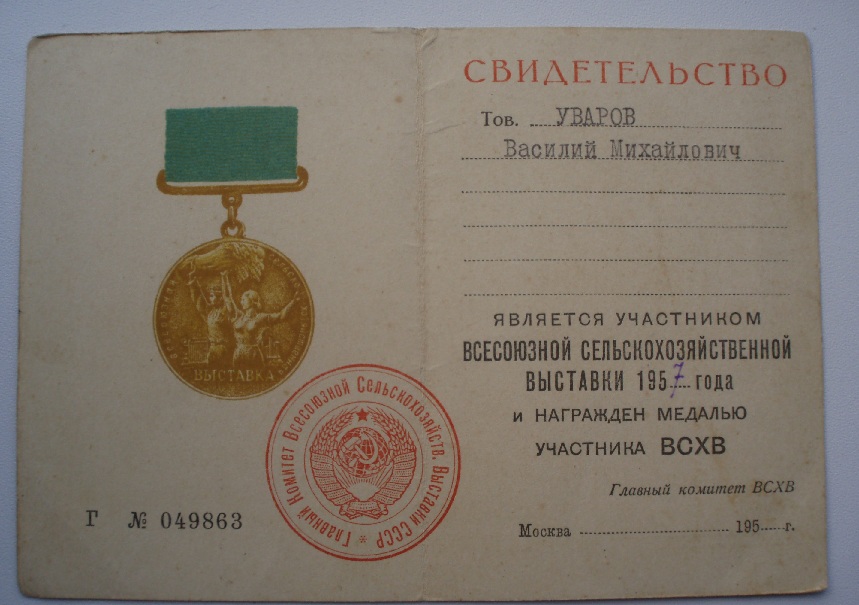 ВСЕСОЮЗНАЯ
ВЫСТАВКА
Г № 049863
Главный Комитет Всесоюзной Сельскохозяйств. Выставки СССР *
СВИДЕТЕЛЬСТВО
Тов. УВАРОВ
Василий Михайлович
ЯВЛЯЕТСЯ УЧАСТНИКОМ
ВСЕСОЮЗНОЙ СЕЛЬСКОХОЗЯЙСТВЕННОЙ
ВЫСТАВКИ 1957 года
И НАГРАЖДЕН МЕДАЛЬЮ
УЧАСТНИКА ВСХВ
Главный комитет ВСХВ
Москва 195 г.